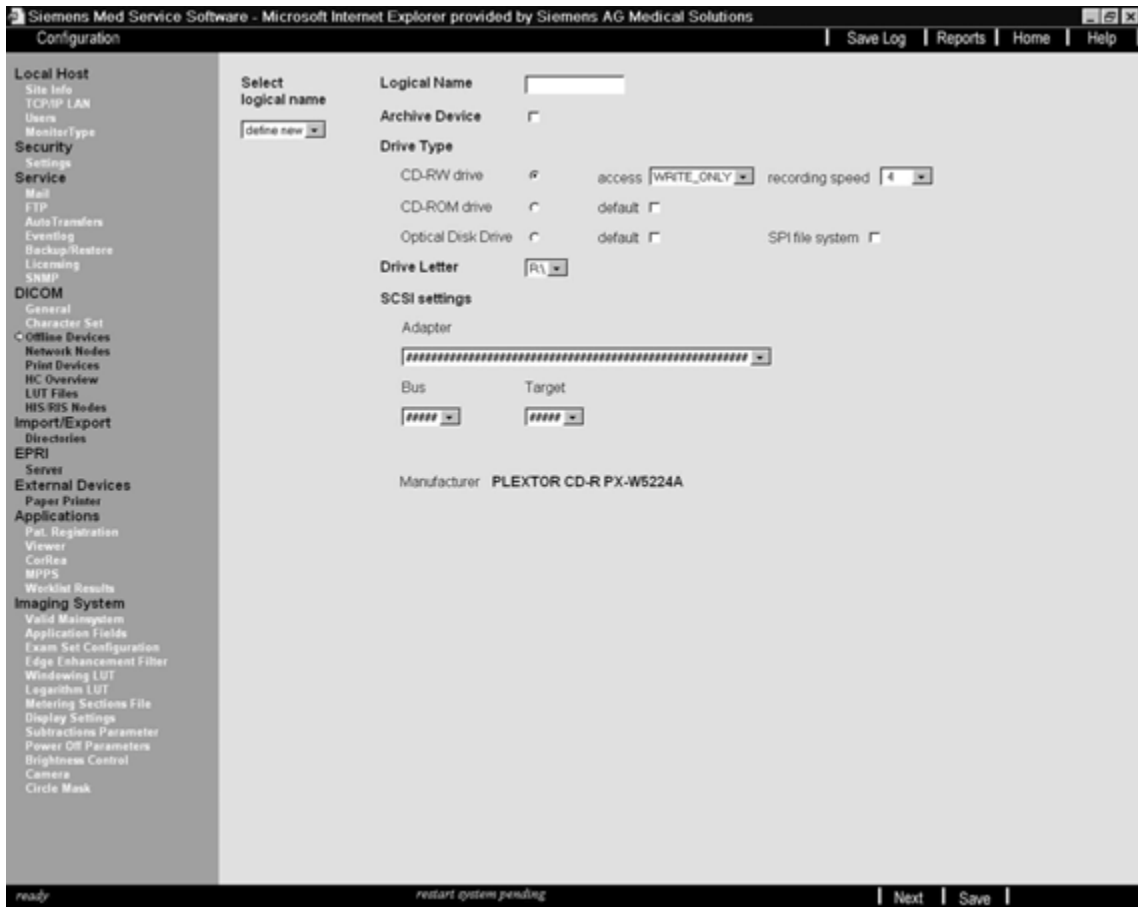 Siemens Med Service Software - Microsoft Internet Explorer provided by Siemens AG Medical Solutions
Configuration
Save Log | Reports | Home | Help
Local Host
Site Info
TCP/IP LAN
Users
MonitorType
Security
Settings
Service
Mail
FTP
AutoTransfers
Eventlog
Backup/Restore
Licensing
SNMP
DICOM
General
Character Set
Offline Devices
Network Nodes
Print Devices
HC Overview
LUT Files
HIS/RIS Nodes
Import/Export
Directories
EPRI
Server
External Devices
Paper Printer
Applications
Pat. Registration
Viewer
CorRea
MPPS
Worklist Results
Imaging System
Valid Mainsystem
Application Fields
Exam Set Configuration
Edge Enhancement Filter
Windowing LUT
Logarithm LUT
Metering Sections File
Display Settings
Subtractions Parameter
Power Off Parameters
Brightness Control
Camera
Circle Mask
Select
logical name
define new
Logical Name
Archive Device
Drive Type
CD-RW drive access WRITE_ONLY recording speed 4
CD-ROM drive default
Optical Disk Drive default SPI file system
Drive Letter R:\
SCSI settings
Adapter
########################################################
Bus Target
##### #####
Manufacturer PLEXTOR CD-R PX-W5224A
ready restart system pending | Next | Save |